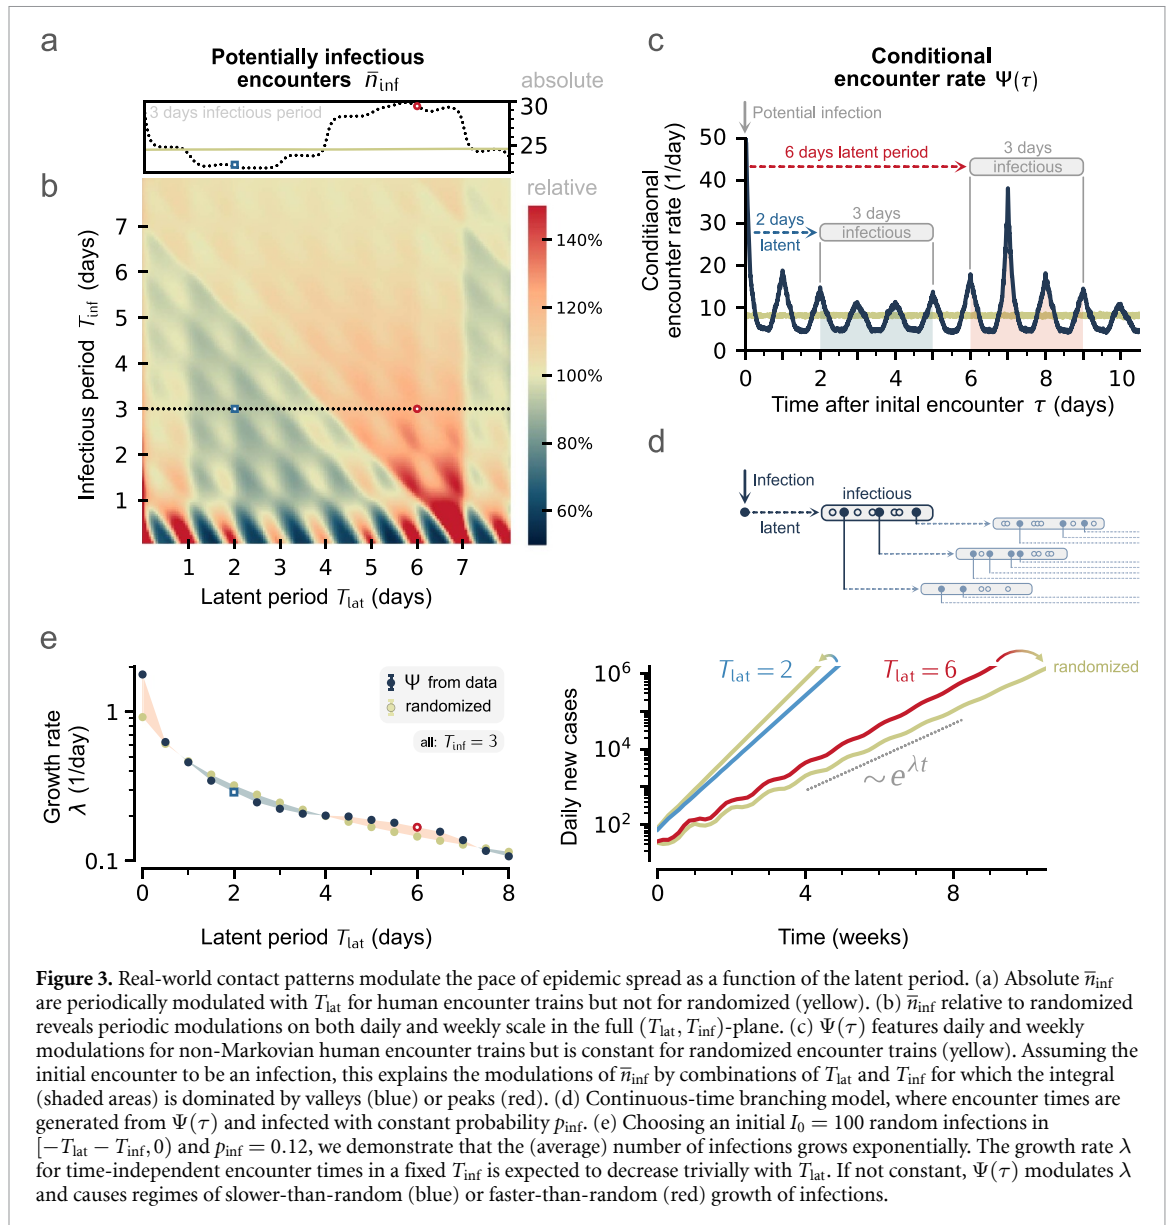 a
Potentially infectious
encounters n̅inf
absolute
3 days infectious period
30
25
b
relative
Infectious period Tinf (days)
7
6
5
4
3
2
1
140%
120%
100%
80%
60%
1 2 3 4 5 6 7
Latent period Tlat (days)
c
Conditional
encounter rate Ψ(τ)
Potential infection
Conditiaonal
encounter rate (1/day)
50
40
30
20
10
0
6 days latent period
3 days
infectious
2 days
latent
3 days
infectious
0 2 4 6 8 10
Time after inital encounter τ (days)
d
Infection
latent
infectious
e
Growth rate
λ (1/day)
1
0.1
Ψ from data
randomized
all: Tinf = 3
0 2 4 6 8
Latent period Tlat (days)
Daily new cases
10⁶
10⁴
10²
Tlat = 2
Tlat = 6
randomized
∼ e^λt
0 4 8
Time (weeks)
Figure 3. Real-world contact patterns modulate the pace of epidemic spread as a function of the latent period. (a) Absolute n̅inf
are periodically modulated with Tlat for human encounter trains but not for randomized (yellow). (b) n̅inf relative to randomized
reveals periodic modulations on both daily and weekly scale in the full (Tlat, Tinf)-plane. (c) Ψ(τ) features daily and weekly
modulations for non-Markovian human encounter trains but is constant for randomized encounter trains (yellow). Assuming the
initial encounter to be an infection, this explains the modulations of n̅inf by combinations of Tlat and Tinf for which the integral
(shaded areas) is dominated by valleys (blue) or peaks (red). (d) Continuous-time branching model, where encounter times are
generated from Ψ(τ) and infected with constant probability pinf. (e) Choosing an initial I0 = 100 random infections in
[−Tlat − Tinf, 0) and pinf = 0.12, we demonstrate that the (average) number of infections grows exponentially. The growth rate λ
for time-independent encounter times in a fixed Tinf is expected to decrease trivially with Tlat. If not constant, Ψ(τ) modulates λ
and causes regimes of slower-than-random (blue) or faster-than-random (red) growth of infections.